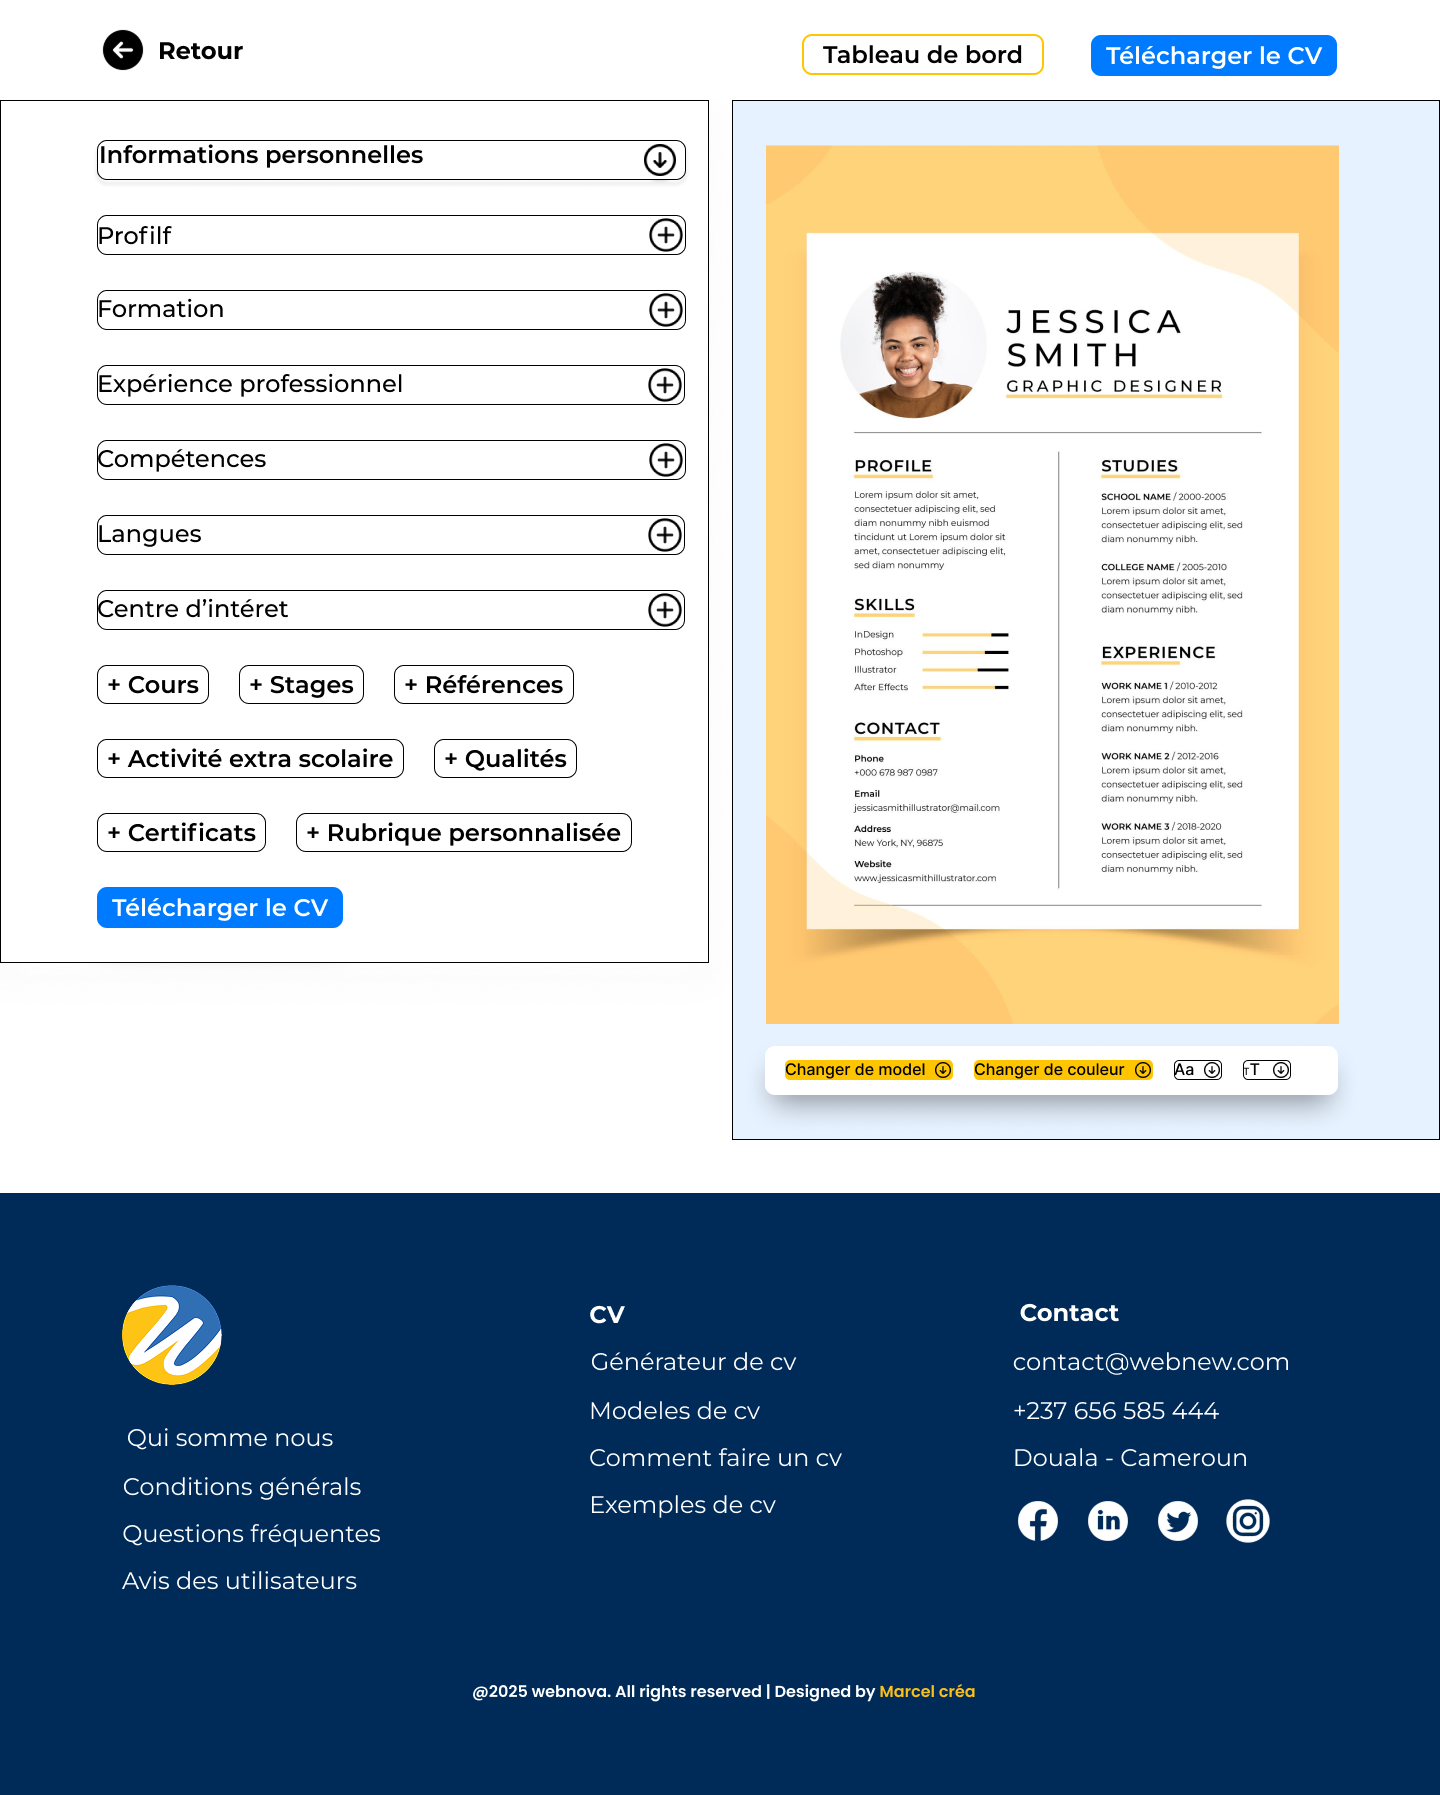 Retour
Tableau de bord
Télécharger le CV
Informations personnelles
Profilf
Formation
Expérience professionnel
Compétences
Langues
Centre d’intéret
+ Cours
+ Stages
+ Références
+ Activité extra scolaire
+ Qualités
+ Certificats
+ Rubrique personnalisée
Télécharger le CV
JESSICA
SMITH
GRAPHIC DESIGNER
PROFILE
Lorem ipsum dolor sit amet,
consectetuer adipiscing elit, sed
diam nonummy nibh euismod
tincidunt ut Lorem ipsum dolor sit
amet, consectetuer adipiscing elit,
sed diam nonummy
SKILLS
InDesign
Photoshop
Illustrator
After Effects
CONTACT
Phone
+000 678 987 0987
Email
jessicasmithillustrator@mail.com
Address
New York, NY, 96875
Website
www.jessicasmithillustrator.com
STUDIES
SCHOOL NAME / 2000-2005
Lorem ipsum dolor sit amet,
consectetuer adipiscing elit, sed
diam nonummy nibh.
COLLEGE NAME / 2005-2010
Lorem ipsum dolor sit amet,
consectetuer adipiscing elit, sed
diam nonummy nibh.
EXPERIENCE
WORK NAME 1 / 2010-2012
Lorem ipsum dolor sit amet,
consectetuer adipiscing elit, sed
diam nonummy nibh.
WORK NAME 2 / 2012-2016
Lorem ipsum dolor sit amet,
consectetuer adipiscing elit, sed
diam nonummy nibh.
WORK NAME 3 / 2018-2020
Lorem ipsum dolor sit amet,
consectetuer adipiscing elit, sed
diam nonummy nibh.
Changer de model
Changer de couleur
Aa
TT
Qui somme nous
Conditions générals
Questions fréquentes
Avis des utilisateurs
CV
Générateur de cv
Modeles de cv
Comment faire un cv
Exemples de cv
Contact
contact@webnew.com
+237 656 585 444
Douala - Cameroun
@2025 webnova. All rights reserved | Designed by Marcel créa